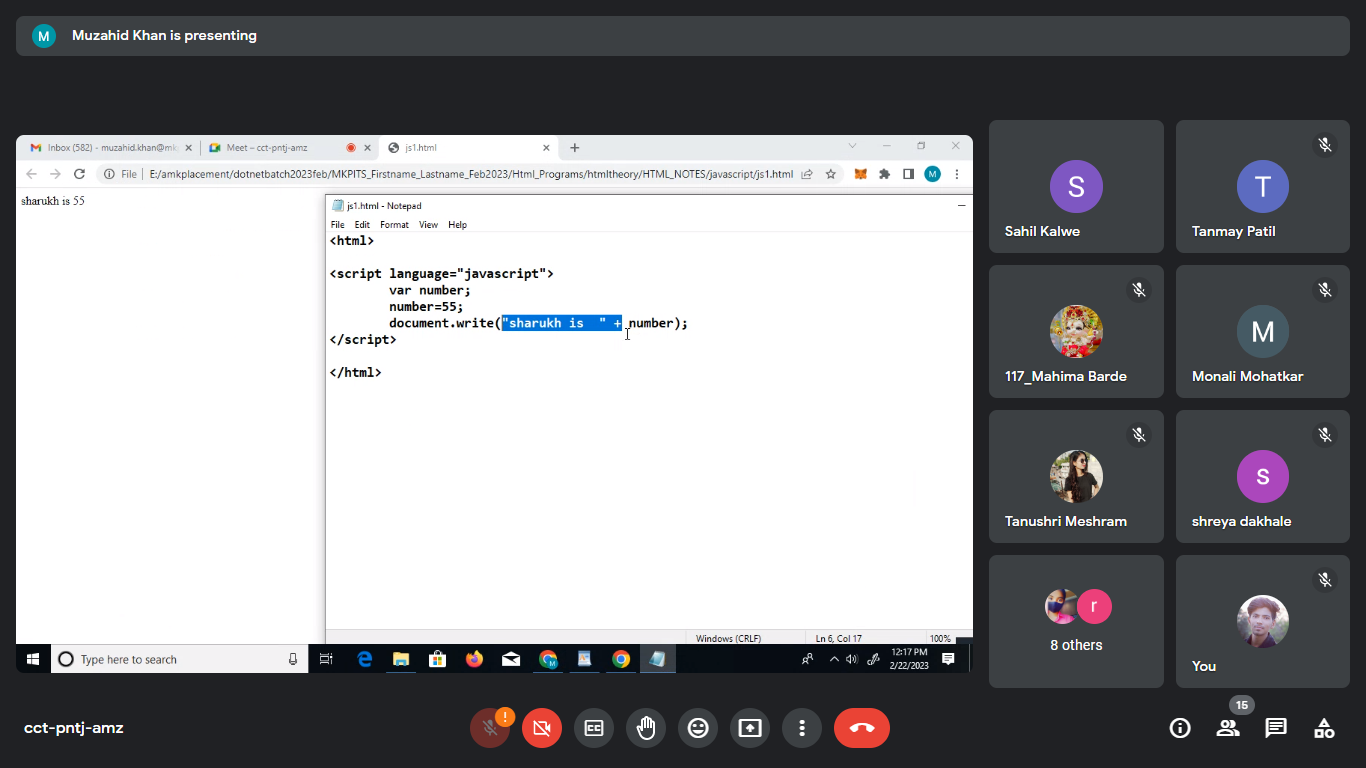 M Muzahid Khan is presenting
Inbox (582) - muzahid.khan@mk
Meet – cct-pntj-amz
js1.html
File | E:/amkplacement/dotnetbatch2023feb/MKPITS_Firstname_Lastname_Feb2023/Html_Programs/htmltheory/HTML_NOTES/javascript/js1.html
M
sharukh is 55
js1.html - Notepad
File Edit Format View Help
<html>
<script language="javascript">
var number;
number=55;
document.write("sharukh is  " + number);
</script>
</html>
Windows (CRLF) Ln 6, Col 17 100%
Type here to search
12:17 PM
2/22/2023
S
Sahil Kalwe
T
Tanmay Patil
117_Mahima Barde
M
Monali Mohatkar
Tanushri Meshram
s
shreya dakhale
r
8 others
You
cct-pntj-amz
!
15